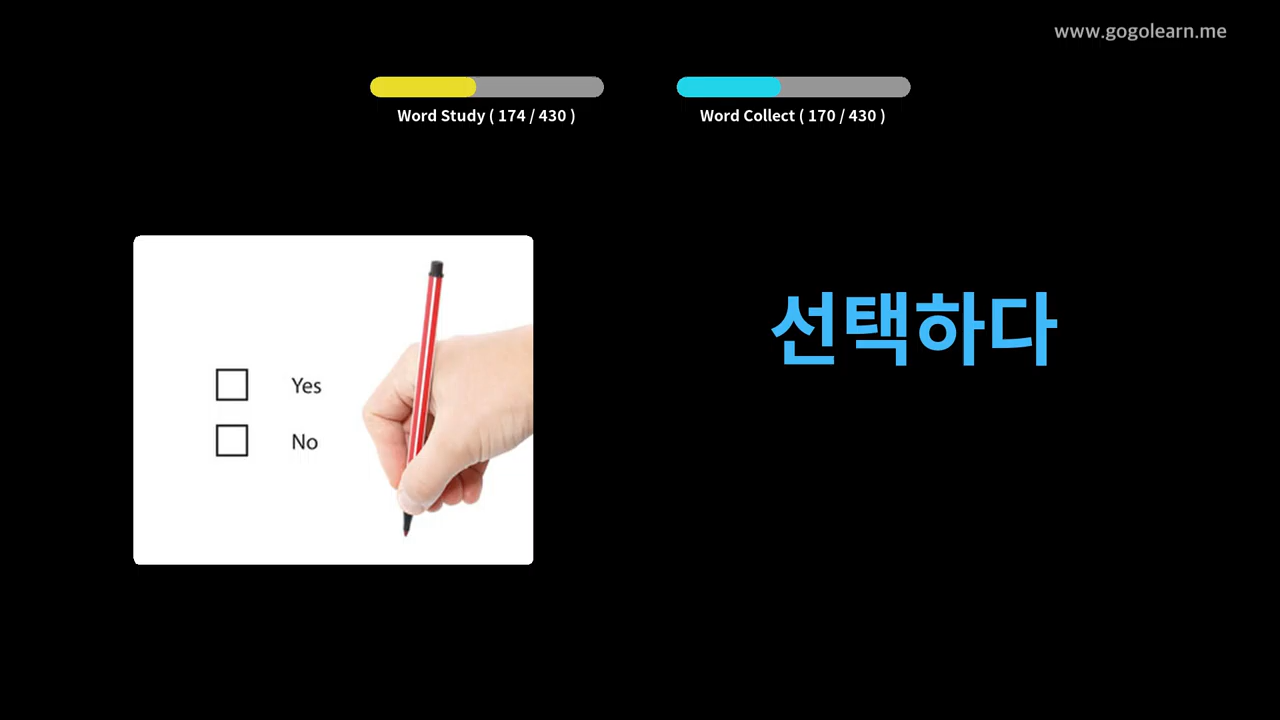 www.gogolearn.me
Word Study ( 174 / 430 )
Word Collect ( 170 / 430 )
선택하다
Yes
No